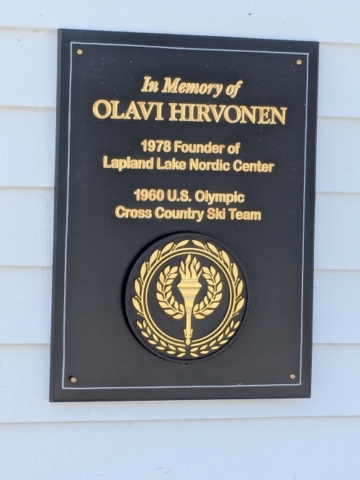 In Memory of
OLAVI HIRVONEN
1978 Founder of
Lapland Lake Nordic Center
1960 U.S. Olympic
Cross Country Ski Team